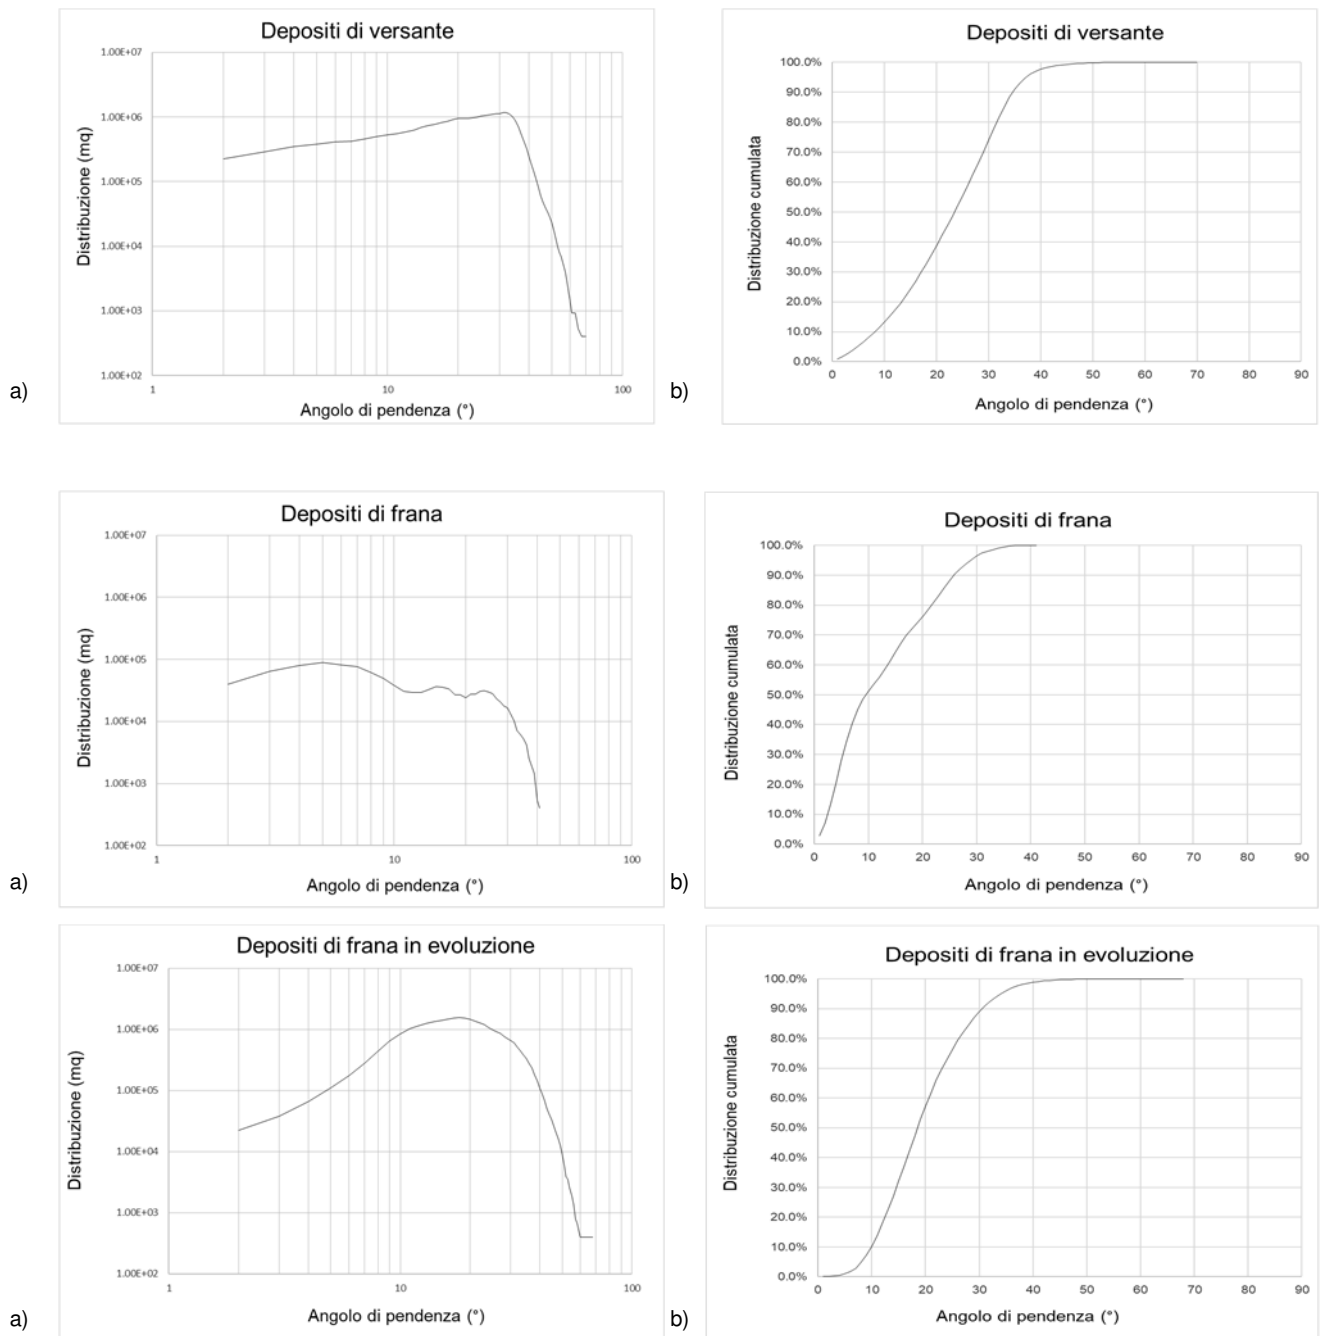 Depositi di versante
1.00E+07
1.00E+06
1.00E+05
1.00E+04
1.00E+03
1.00E+02
1 10 100
Distribuzione (mq)
Angolo di pendenza (°)
a)
Depositi di versante
100.0%
90.0%
80.0%
70.0%
60.0%
50.0%
40.0%
30.0%
20.0%
10.0%
0.0%
0 10 20 30 40 50 60 70 80 90
Distribuzione cumulata
Angolo di pendenza (°)
b)
Depositi di frana
1.00E+07
1.00E+06
1.00E+05
1.00E+04
1.00E+03
1.00E+02
1 10 100
Distribuzione (mq)
Angolo di pendenza (°)
a)
Depositi di frana
100.0%
90.0%
80.0%
70.0%
60.0%
50.0%
40.0%
30.0%
20.0%
10.0%
0.0%
0 10 20 30 40 50 60 70 80 90
Distribuzione cumulata
Angolo di pendenza (°)
b)
Depositi di frana in evoluzione
1.00E+07
1.00E+06
1.00E+05
1.00E+04
1.00E+03
1.00E+02
1 10 100
Distribuzione (mq)
Angolo di pendenza (°)
a)
Depositi di frana in evoluzione
100.0%
90.0%
80.0%
70.0%
60.0%
50.0%
40.0%
30.0%
20.0%
10.0%
0.0%
0 10 20 30 40 50 60 70 80 90
Distribuzione cumulata
Angolo di pendenza (°)
b)